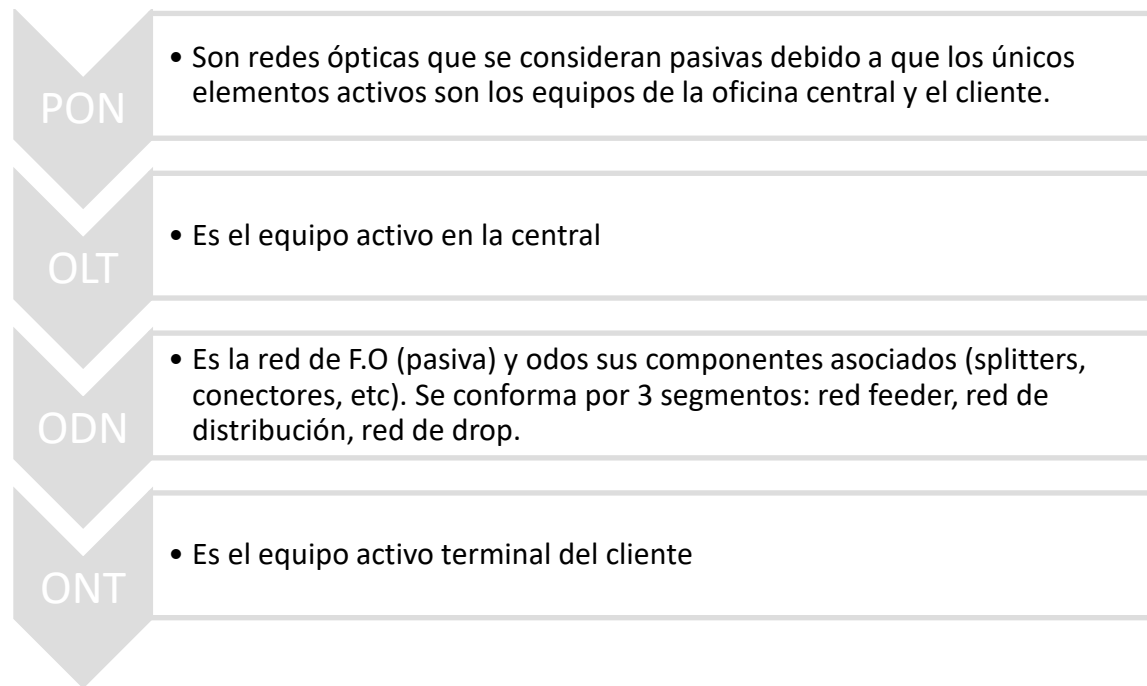 PON
• Son redes ópticas que se consideran pasivas debido a que los únicos
elementos activos son los equipos de la oficina central y el cliente.
OLT
• Es el equipo activo en la central
ODN
• Es la red de F.O (pasiva) y odos sus componentes asociados (splitters,
conectores, etc). Se conforma por 3 segmentos: red feeder, red de
distribución, red de drop.
ONT
• Es el equipo activo terminal del cliente